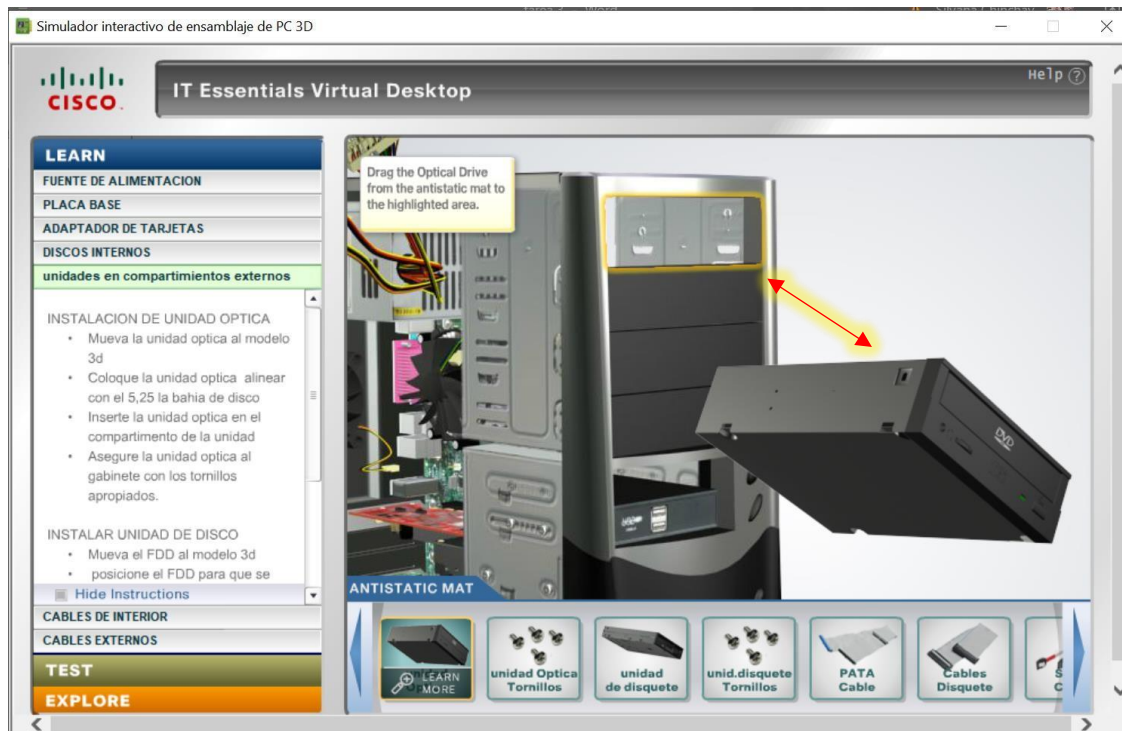 Simulador interactivo de ensamblaje de PC 3D
CISCO
IT Essentials Virtual Desktop
Help ?
LEARN
FUENTE DE ALIMENTACION
PLACA BASE
ADAPTADOR DE TARJETAS
DISCOS INTERNOS
unidades en compartimientos externos
INSTALACION DE UNIDAD OPTICA
• Mueva la unidad optica al modelo
3d
• Coloque la unidad optica alinear
con el 5,25 la bahia de disco
• Inserte la unidad optica en el
compartimento de la unidad
• Asegure la unidad optica al
gabinete con los tornillos
apropiados.
INSTALAR UNIDAD DE DISCO
• Mueva el FDD al modelo 3d
• posicione el FDD para que se
Hide Instructions
CABLES DE INTERIOR
CABLES EXTERNOS
TEST
EXPLORE
Drag the Optical Drive
from the antistatic mat to
the highlighted area.
DVD
ANTISTATIC MAT
LEARN
MORE
unidad Optica
Tornillos
unidad
de disquete
unid.disquete
Tornillos
PATA
Cable
Cables
Disquete
S
C